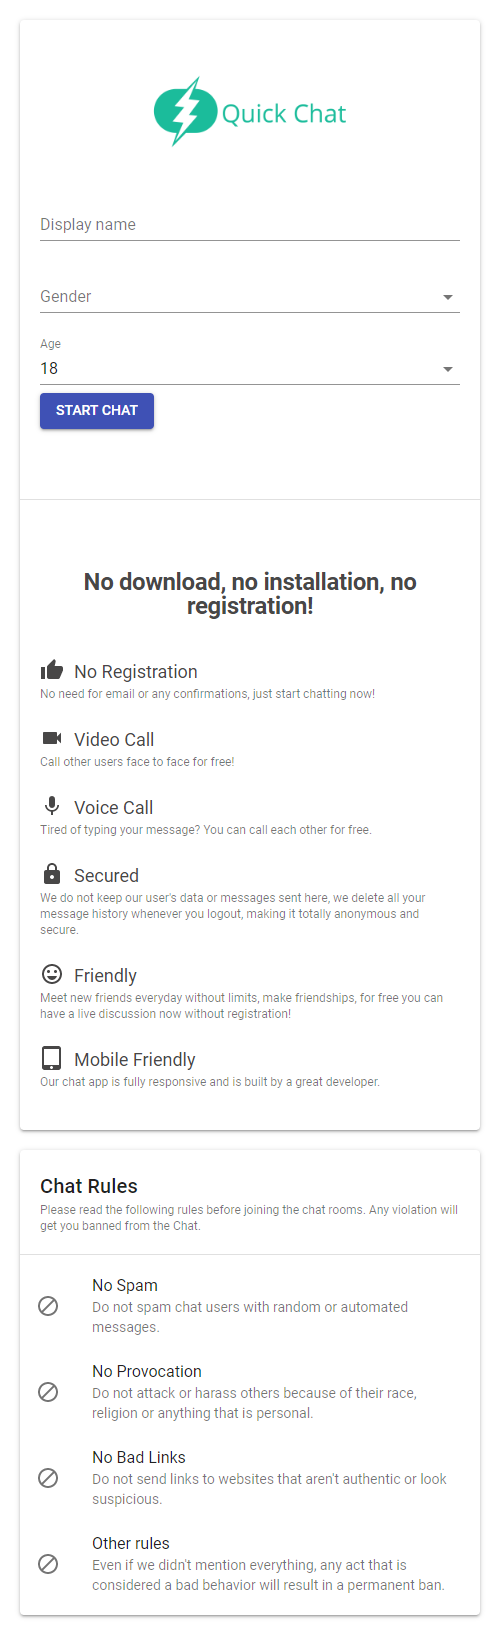 Quick Chat
Display name
Gender
Age
18
START CHAT
No download, no installation, no
registration!
No Registration
No need for email or any confirmations, just start chatting now!
Video Call
Call other users face to face for free!
Voice Call
Tired of typing your message? You can call each other for free.
Secured
We do not keep our user's data or messages sent here, we delete all your
message history whenever you logout, making it totally anonymous and
secure.
Friendly
Meet new friends everyday without limits, make friendships, for free you can
have a live discussion now without registration!
Mobile Friendly
Our chat app is fully responsive and is built by a great developer.
Chat Rules
Please read the following rules before joining the chat rooms. Any violation will
get you banned from the Chat.
No Spam
Do not spam chat users with random or automated
messages.
No Provocation
Do not attack or harass others because of their race,
religion or anything that is personal.
No Bad Links
Do not send links to websites that aren't authentic or look
suspicious.
Other rules
Even if we didn't mention everything, any act that is
considered a bad behavior will result in a permanent ban.